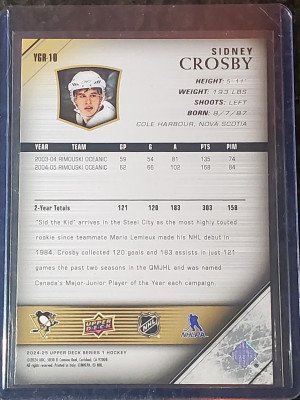 YGR-10
SIDNEY
CROSBY
HEIGHT: 5'11"
WEIGHT: 193 LBS
SHOOTS: LEFT
BORN: 8/7/87
COLE HARBOUR, NOVA SCOTIA
YEAR TEAM GP G A PTS PIM
2003-04 RIMOUSKI OCEANIC 59 54 81 135 74
2004-05 RIMOUSKI OCEANIC 62 66 102 168 84
2-Year Totals 121 120 183 303 158
"Sid the Kid" arrives in the Steel City as the most highly touted
rookie since teammate Mario Lemieux made his NHL debut in
1984. Crosby collected 120 goals and 183 assists in just 121
games the past two seasons in the QMJHL and was named
Canada's Major-Junior Player of the Year each campaign.
UPPER DECK
NHL
NHLPA
2024-25 UPPER DECK SERIES 1 HOCKEY